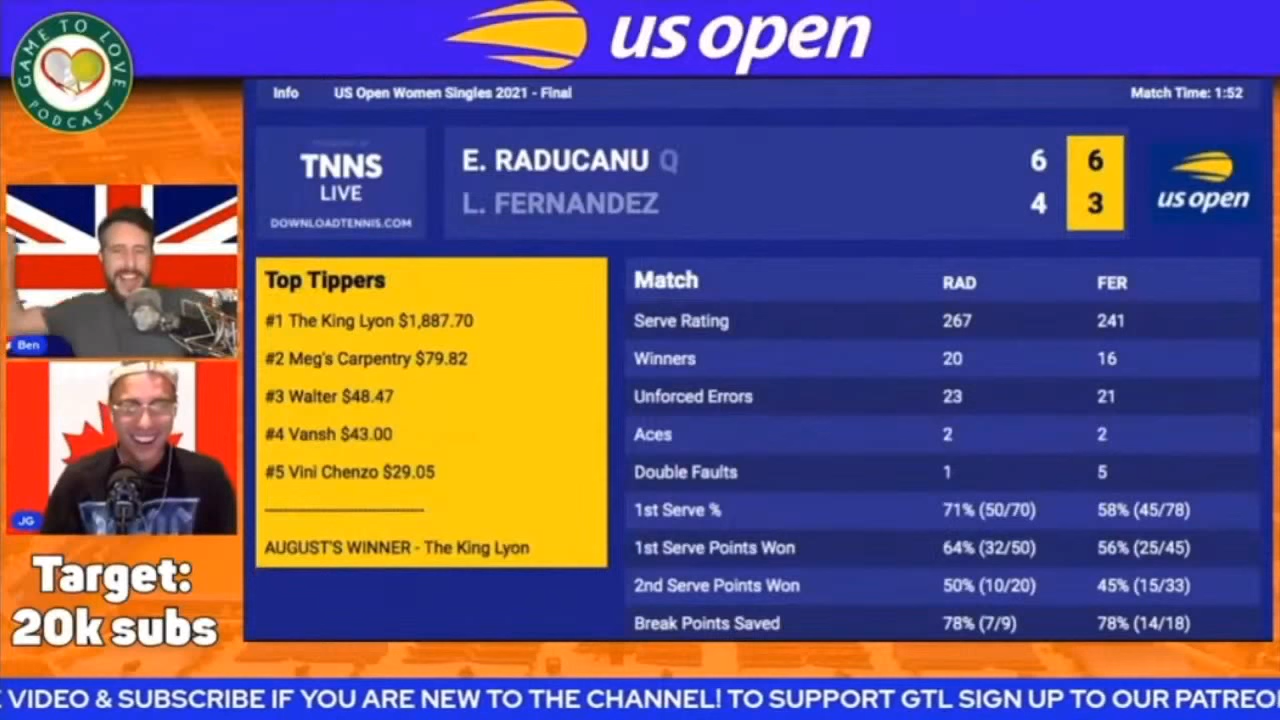 GAME TO LOVE
PODCAST
us open
Info US Open Women Singles 2021 - Final Match Time: 1:52
TNNS
LIVE
DOWNLOADTENNIS.COM
E. RADUCANU Q 6 6
L. FERNANDEZ 4 3
us open
Top Tippers
#1 The King Lyon $1,887.70
#2 Meg's Carpentry $79.82
#3 Walter $48.47
#4 Vansh $43.00
#5 Vini Chenzo $29.05
AUGUST'S WINNER - The King Lyon
Match RAD FER
Serve Rating 267 241
Winners 20 16
Unforced Errors 23 21
Aces 2 2
Double Faults 1 5
1st Serve % 71% (50/70) 58% (45/78)
1st Serve Points Won 64% (32/50) 56% (25/45)
2nd Serve Points Won 50% (10/20) 45% (15/33)
Break Points Saved 78% (7/9) 78% (14/18)
Ben
JG
Target:
20k subs
E VIDEO & SUBSCRIBE IF YOU ARE NEW TO THE CHANNEL! TO SUPPORT GTL SIGN UP TO OUR PATREO